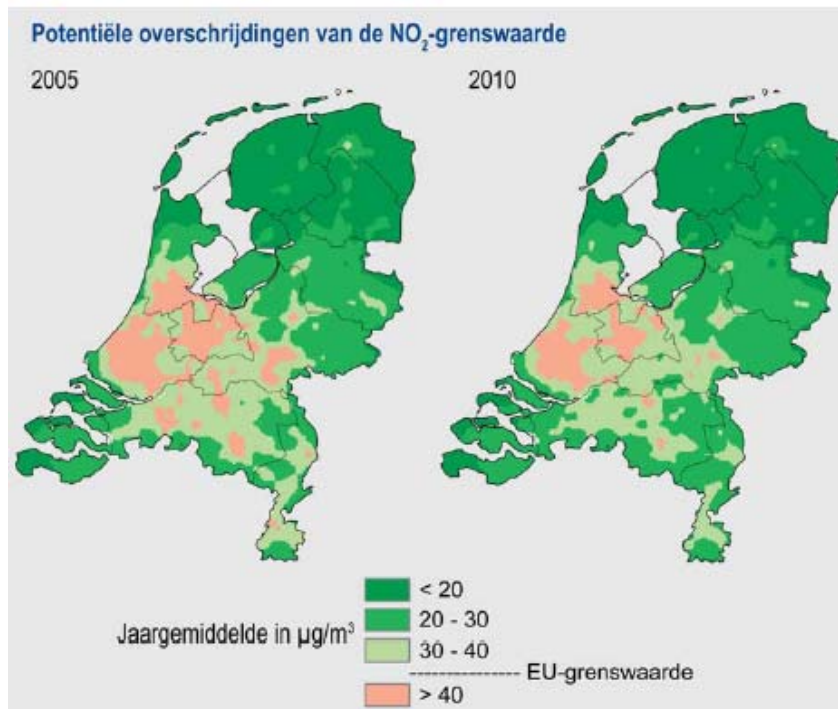 Potentiële overschrijdingen van de NO₂-grenswaarde
2005
2010
Jaargemiddelde in µg/m³
< 20
20 - 30
30 - 40
EU-grenswaarde
> 40